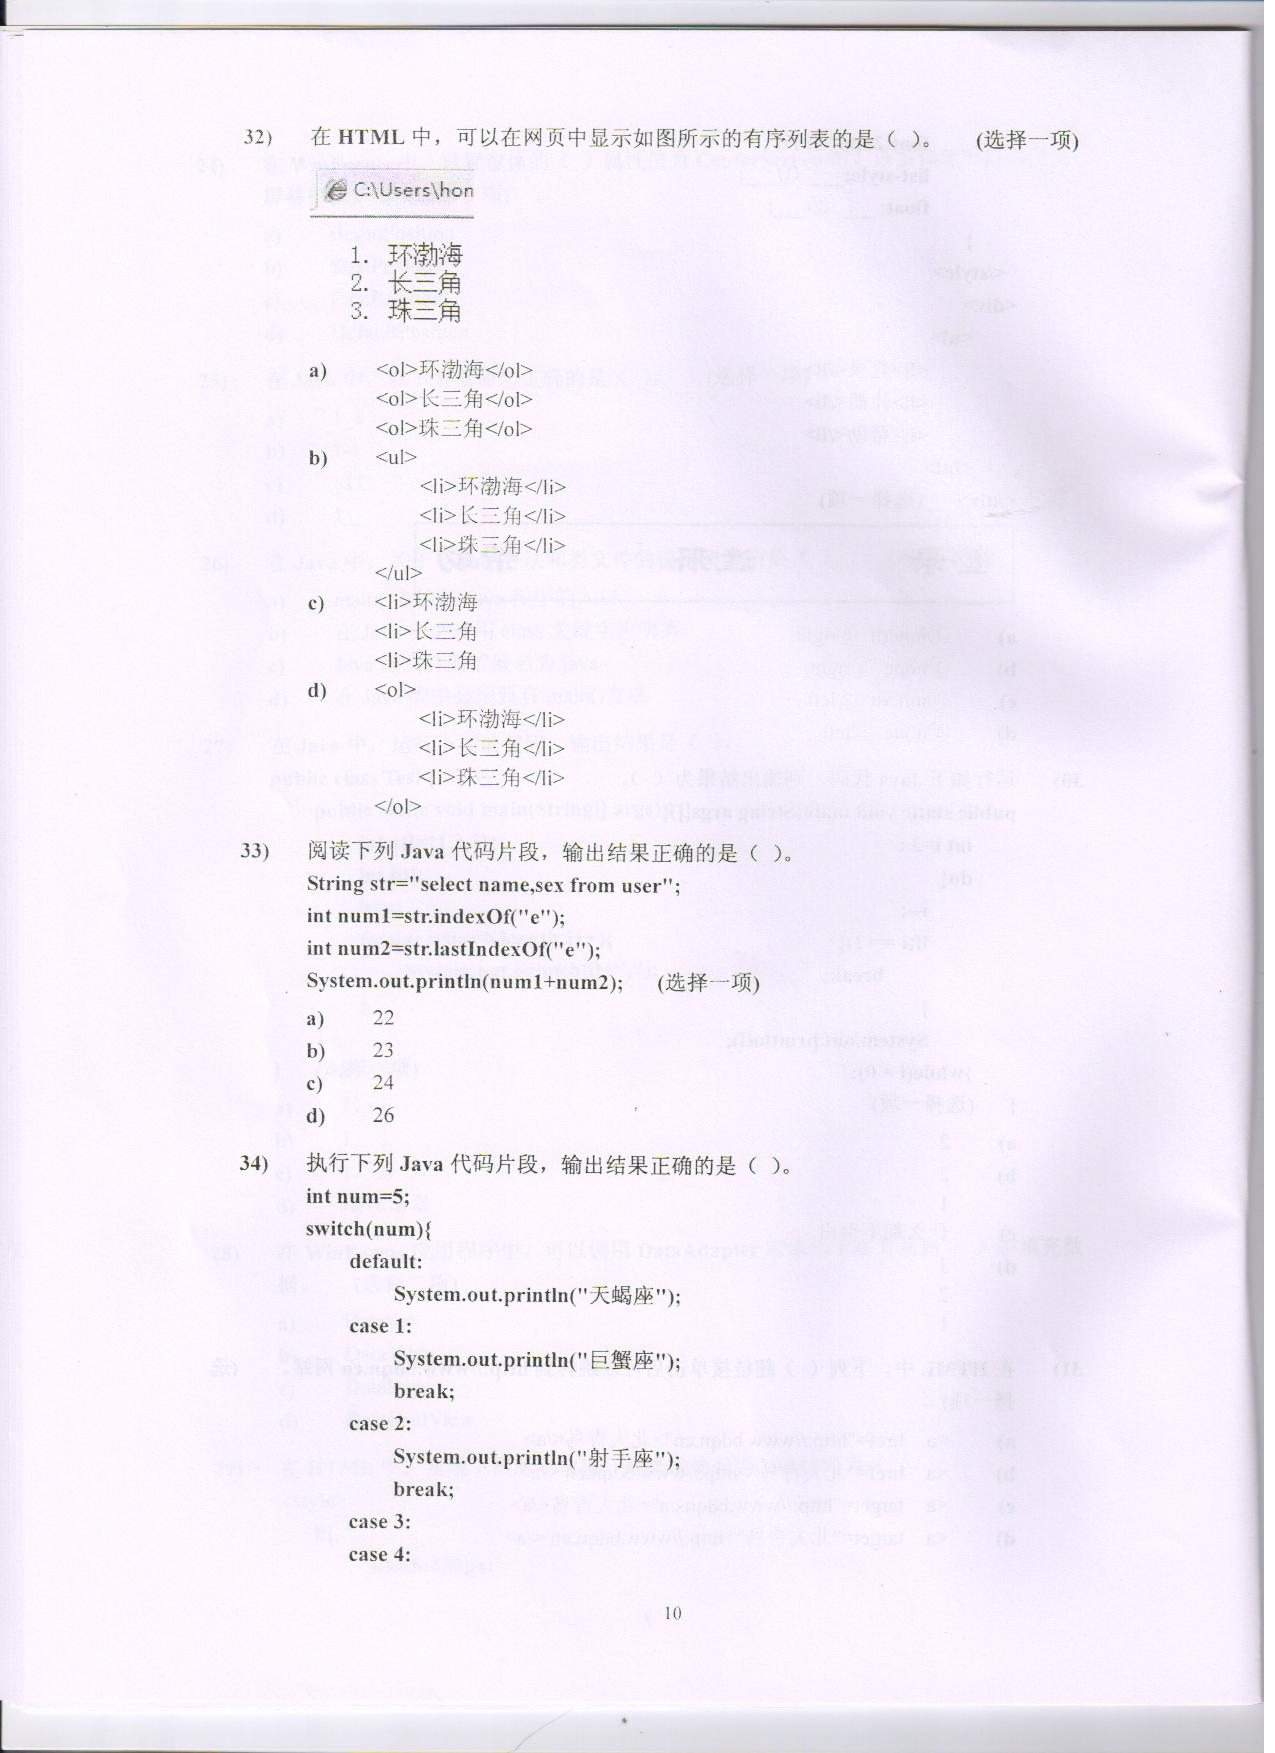 32) 在 HTML 中，可以在网页中显示如图所示的有序列表的是（ ）。 (选择一项)
C:\Users\hon
1. 环渤海
2. 长三角
3. 珠三角
a) <ol>环渤海</ol>
<ol>长三角</ol>
<ol>珠三角</ol>
b) <ul>
<li>环渤海</li>
<li>长三角</li>
<li>珠三角</li>
</ul>
c) <li>环渤海
<li>长三角
<li>珠三角
d) <ol>
<li>环渤海</li>
<li>长三角</li>
<li>珠三角</li>
</ol>
33) 阅读下列 Java 代码片段，输出结果正确的是（ ）。
String str="select name,sex from user";
int num1=str.indexOf("e");
int num2=str.lastIndexOf("e");
System.out.println(num1+num2); (选择一项)
a) 22
b) 23
c) 24
d) 26
34) 执行下列 Java 代码片段，输出结果正确的是（ ）。
int num=5;
switch(num){
default:
System.out.println("天蝎座");
case 1:
System.out.println("巨蟹座");
break;
case 2:
System.out.println("射手座");
break;
case 3:
case 4:
10